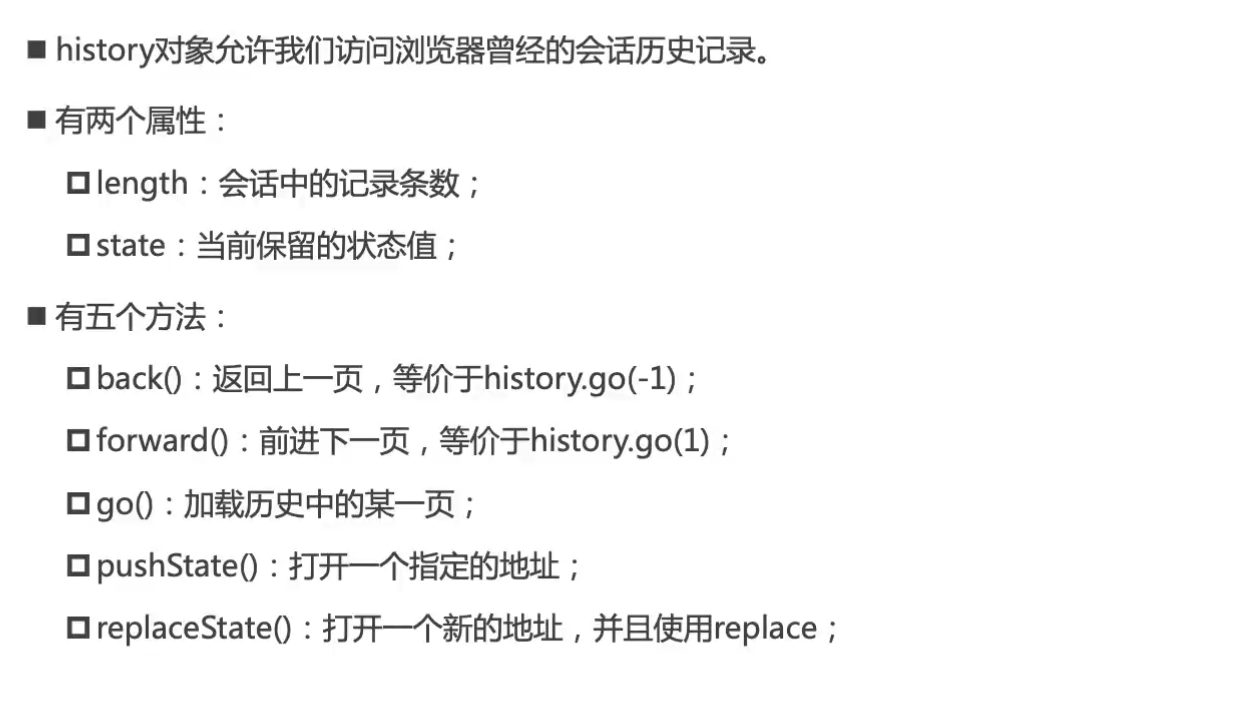 ■ history对象允许我们访问浏览器曾经的会话历史记录。
■ 有两个属性：
length：会话中的记录条数；
state：当前保留的状态值；
■ 有五个方法：
back()：返回上一页，等价于history.go(-1)；
forward()：前进下一页，等价于history.go(1)；
go()：加载历史中的某一页；
pushState()：打开一个指定的地址；
replaceState()：打开一个新的地址，并且使用replace；